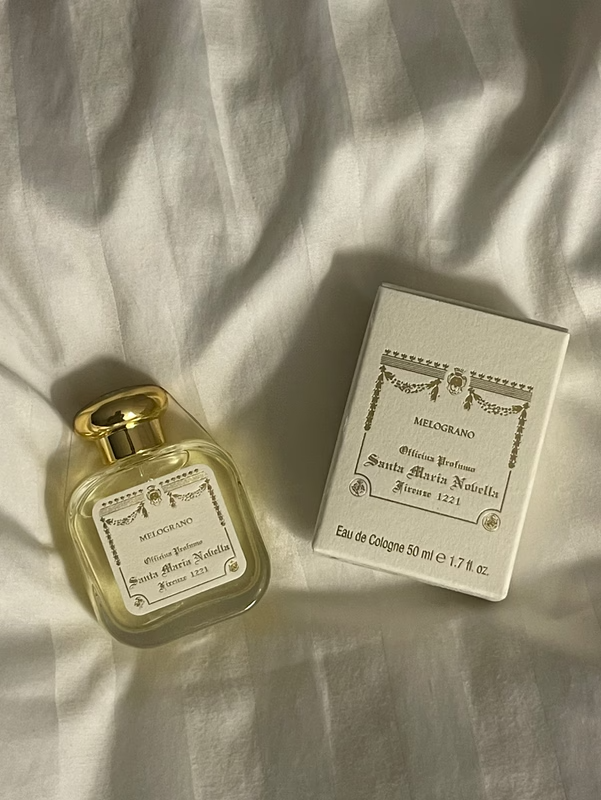 MELOGRANO
Officina Profumo
Santa Maria Novella
Firenze 1221
MELOGRANO
Officina Profumo
Santa Maria Novella
Firenze 1221
Eau de Cologne 50 ml ℮ 1.7 fl. oz.